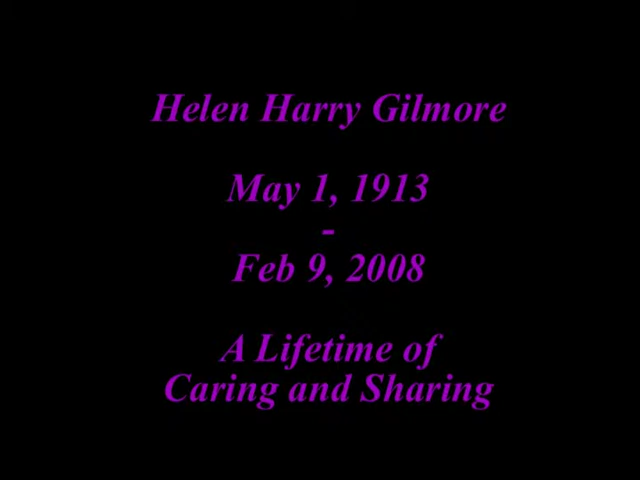 Helen Harry Gilmore
May 1, 1913
-
Feb 9, 2008
A Lifetime of
Caring and Sharing